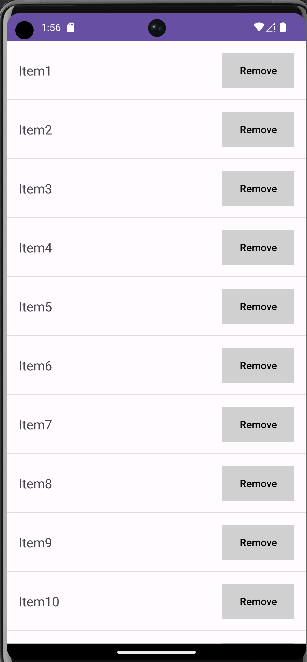 1:56
Item1 Remove
Item2 Remove
Item3 Remove
Item4 Remove
Item5 Remove
Item6 Remove
Item7 Remove
Item8 Remove
Item9 Remove
Item10 Remove